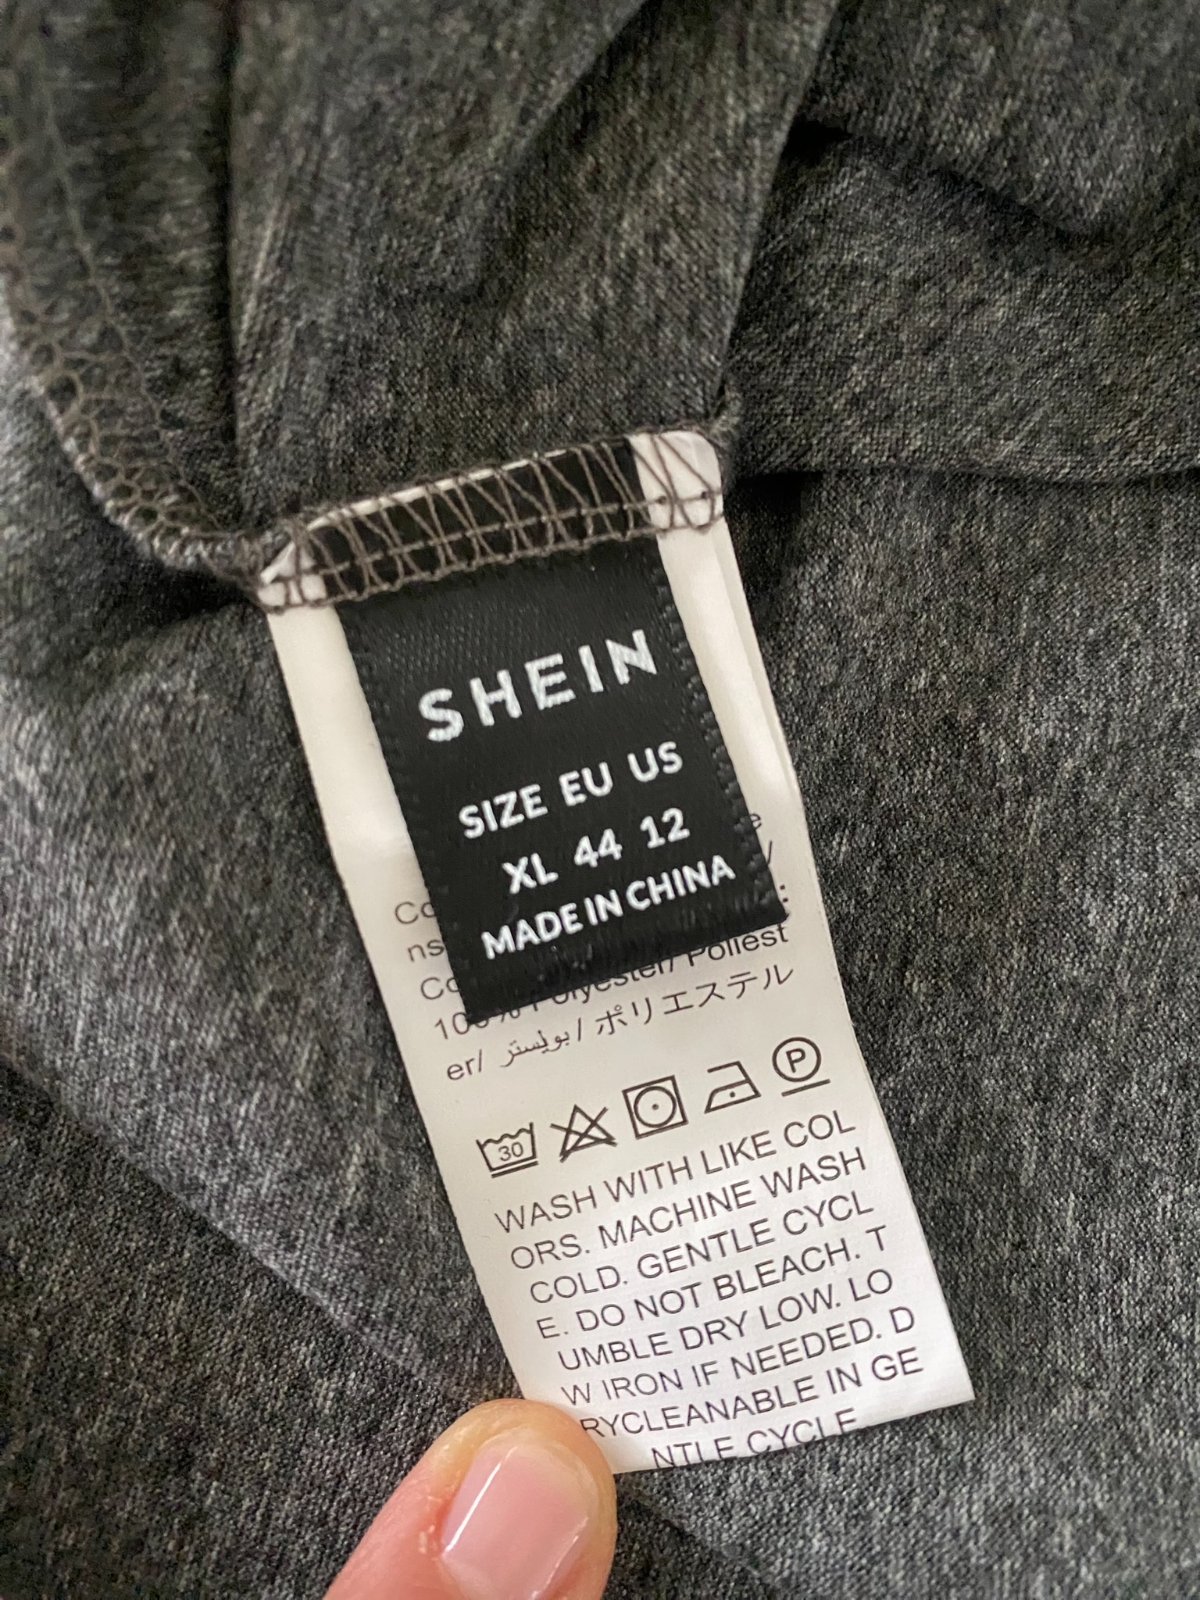 SHEIN
SIZE EU US
XL 44 12
MADE IN CHINA
100% Polyester/ Poliest
er/ بوليستر / ポリエステル
30 P
WASH WITH LIKE COL
ORS. MACHINE WASH
COLD. GENTLE CYCL
E. DO NOT BLEACH. T
UMBLE DRY LOW. LO
W IRON IF NEEDED. D
RYCLEANABLE IN GE
NTLE CYCLE